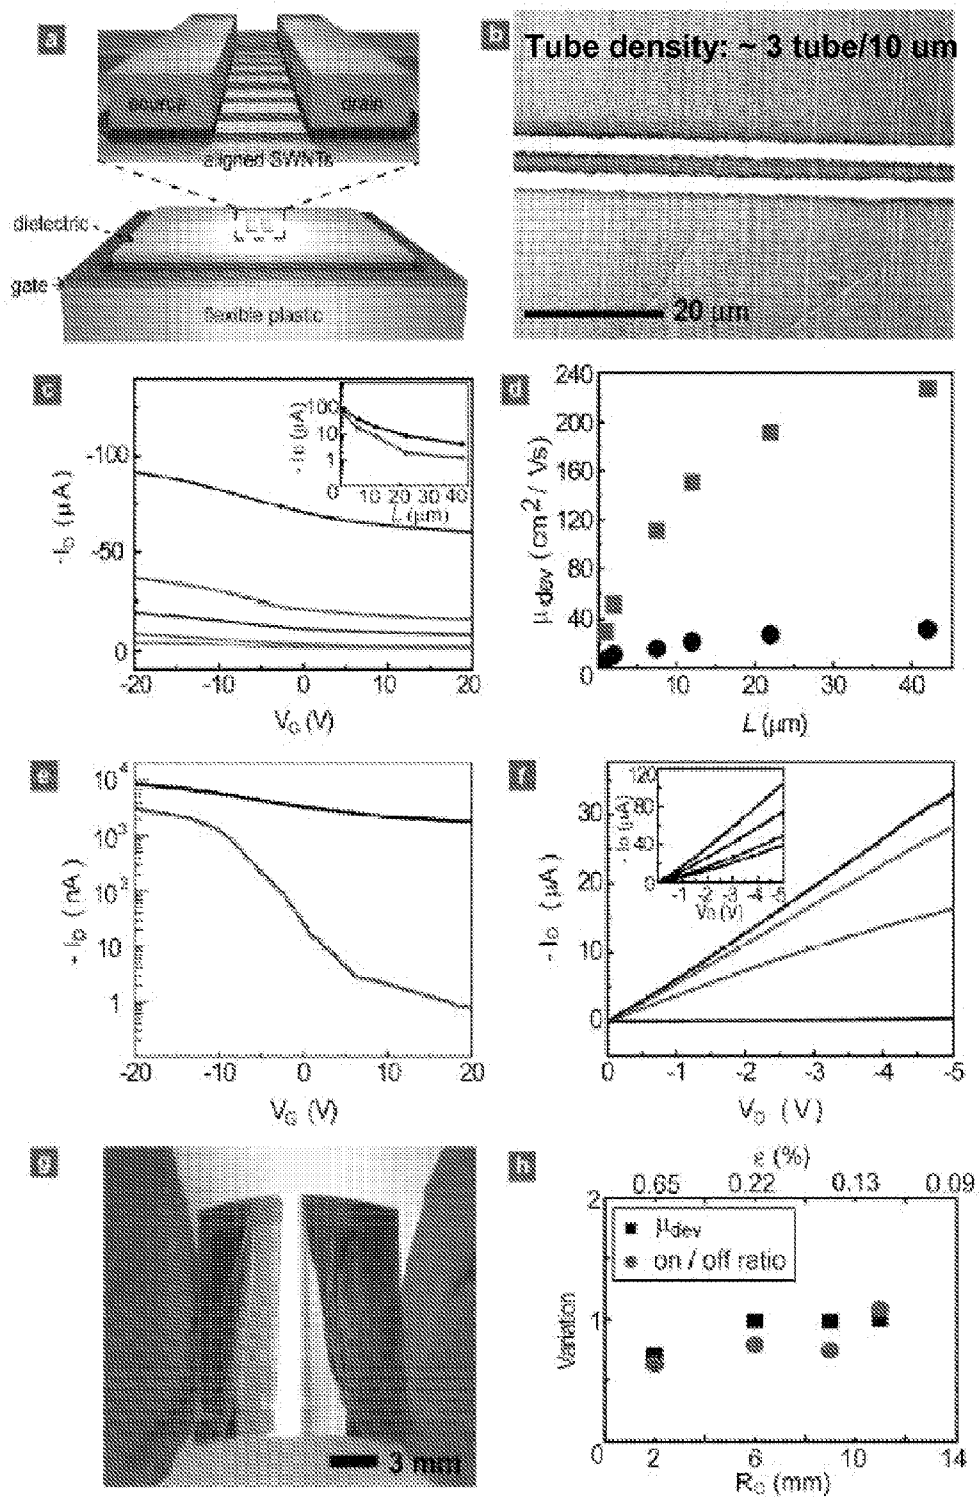 a
source
drain
aligned SWNTs
dielectric
gate
flexible plastic
b
Tube density: ~ 3 tube/10 um
20 μm
c
-I_D (μA)
-100
-50
0
-20
-10
0
10
20
V_G (V)
- I_D (μA)
100
10
1
0
10 20 30 40
L (μm)
d
μ_dev (cm²/ Vs)
240
200
160
120
80
40
0
10
20
30
40
L (μm)
e
- I_D (nA)
10⁴
10³
10²
10
1
-20
-10
0
10
20
V_G (V)
f
- I_D (μA)
30
20
10
0
0
-1
-2
-3
-4
-5
V_D (V)
- I_D (μA)
120
80
40
0
-1 -2 -3 -4 -5
V_D (V)
g
3 mm
h
ε (%)
0.65
0.22
0.13
0.09
μ_dev
on / off ratio
Variation
2
1
0
2
6
10
14
R_C (mm)